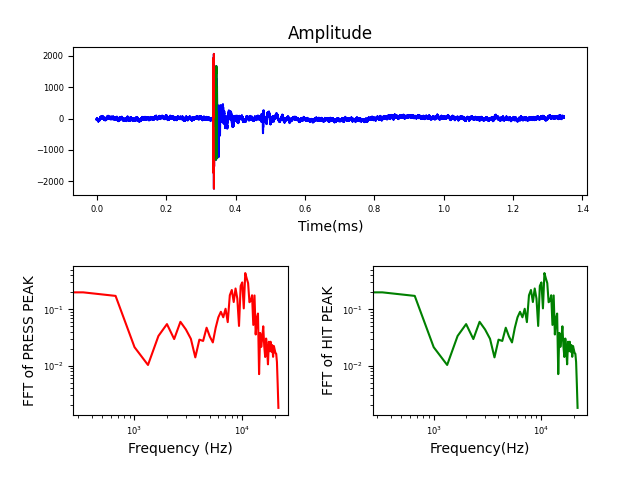 Amplitude
2000
1000
0
−1000
−2000
0.0 0.2 0.4 0.6 0.8 1.0 1.2 1.4
Time(ms)
FFT of PRESS PEAK
10⁻¹
10⁻²
10³ 10⁴
Frequency (Hz)
FFT of HIT PEAK
10⁻¹
10⁻²
10³ 10⁴
Frequency(Hz)